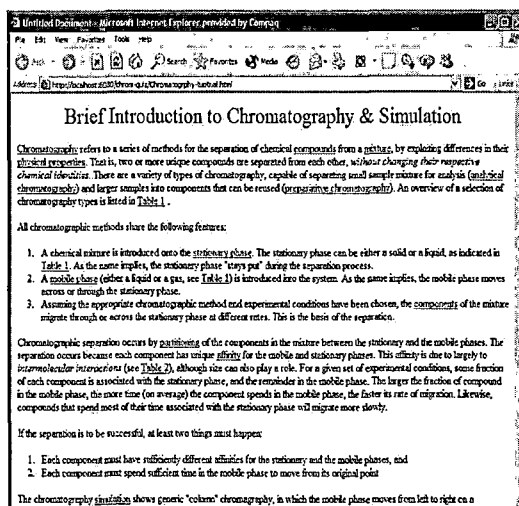 Untitled Document - Microsoft Internet Explorer provided by Compaq
File Edit View Favorites Tools Help
Back Search Favorites Media
Address http://localhost:6080/chrom-quiz/Chromatography-tutorial.html Go Links
Brief Introduction to Chromatography & Simulation
Chromatography refers to a series of methods for the separation of chemical compounds from a mixture, by exploiting differences in their
physical properties. That is, two or more unique compounds are separated from each other, without changing their respective
chemical identities. There are a variety of types of chromatography, capable of separating small sample mixture for analysis (analytical
chromatography) and larger samples into components that can be reused (preparative chromatography). An overview of a selection of
chromatography types is listed in Table 1 .
All chromatographic methods share the following features:
1. A chemical mixture is introduced onto the stationary phase. The stationary phase can be either a solid or a liquid, as indicated in
Table 1. As the name implies, the stationary phase "stays put" during the separation process.
2. A mobile phase (either a liquid or a gas, see Table 1) is introduced into the system. As the name implies, the mobile phase moves
across or through the stationary phase.
3. Assuming the appropriate chromatographic method and experimental conditions have been chosen, the components of the mixture
migrate through or across the stationary phase at different rates. This is the basis of the separation.
Chromatographic separation occurs by partitioning of the components in the mixture between the stationary and the mobile phases. The
separation occurs because each component has unique affinity for the mobile and stationary phases. This affinity is due to largely to
intermolecular interactions (see Table 2), although size can also play a role. For a given set of experimental conditions, some fraction
of each component is associated with the stationary phase, and the remainder in the mobile phase. The larger the fraction of compound
in the mobile phase, the more time (on average) the component spends in the mobile phase, the faster its rate of migration. Likewise,
compounds that spend most of their time associated with the stationary phase will migrate more slowly.
If the separation is to be successful, at least two things must happen:
1. Each component must have sufficiently different affinities for the stationary and the mobile phases, and
2. Each component must spend sufficient time in the mobile phase to move from its original point
The chromatography simulation shows generic "column" chromagraphy, in which the mobile phase moves from left to right on a